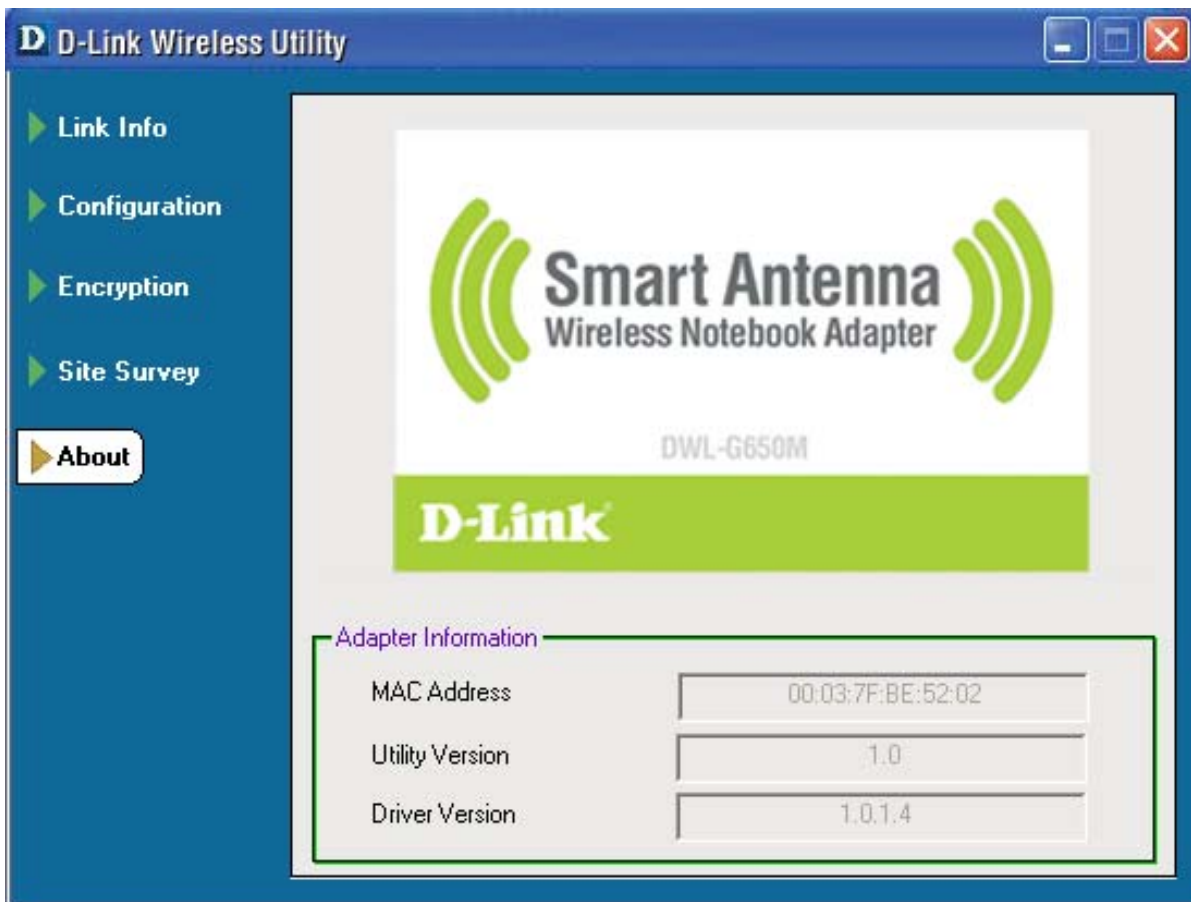 D D-Link Wireless Utility
Link Info
Configuration
Encryption
Site Survey
About
Smart Antenna
Wireless Notebook Adapter
DWL-G650M
D-Link
Adapter Information
MAC Address 00:03:7F:BE:52:02
Utility Version 1.0
Driver Version 1.0.1.4